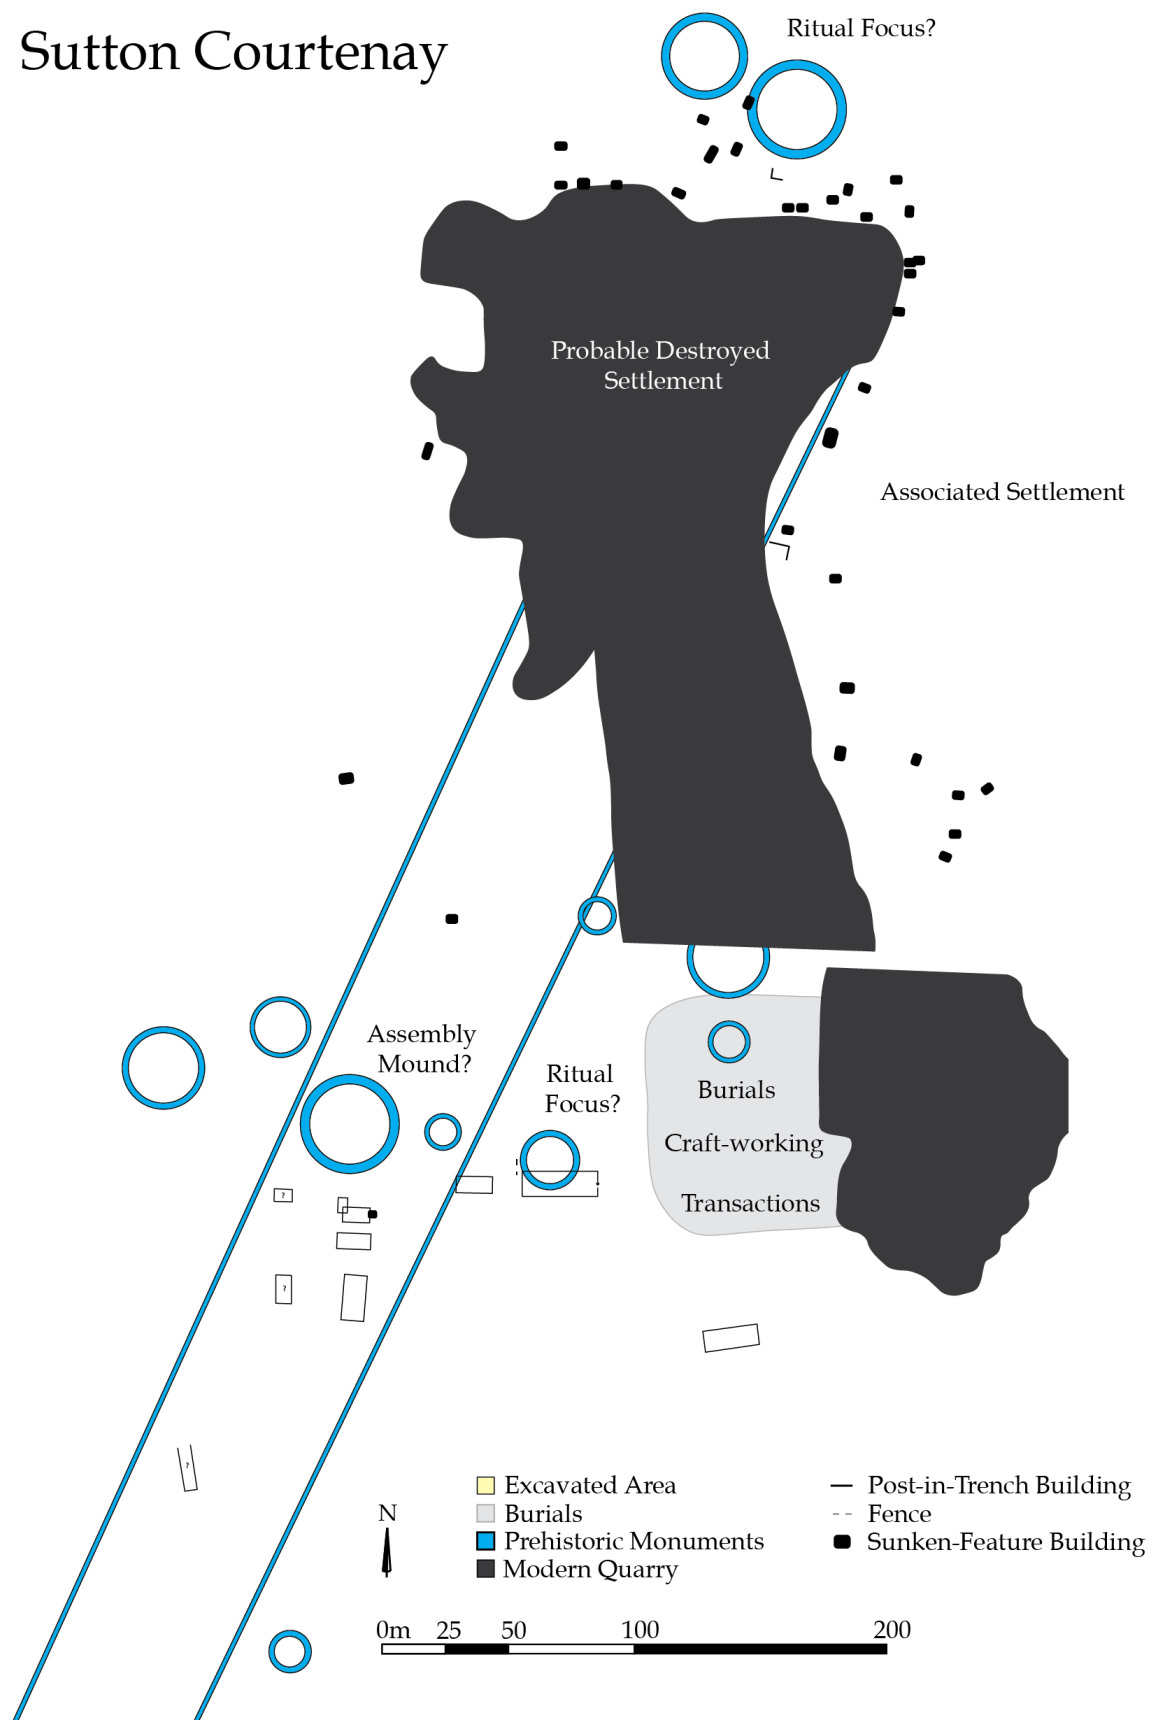 Sutton Courtenay
Ritual Focus?
Probable Destroyed
Settlement
Associated Settlement
Assembly
Mound?
Ritual
Focus?
Burials
Craft-working
Transactions
?
?
?
N
Excavated Area
Burials
Prehistoric Monuments
Modern Quarry
Post-in-Trench Building
Fence
Sunken-Feature Building
0m 25 50 100 200